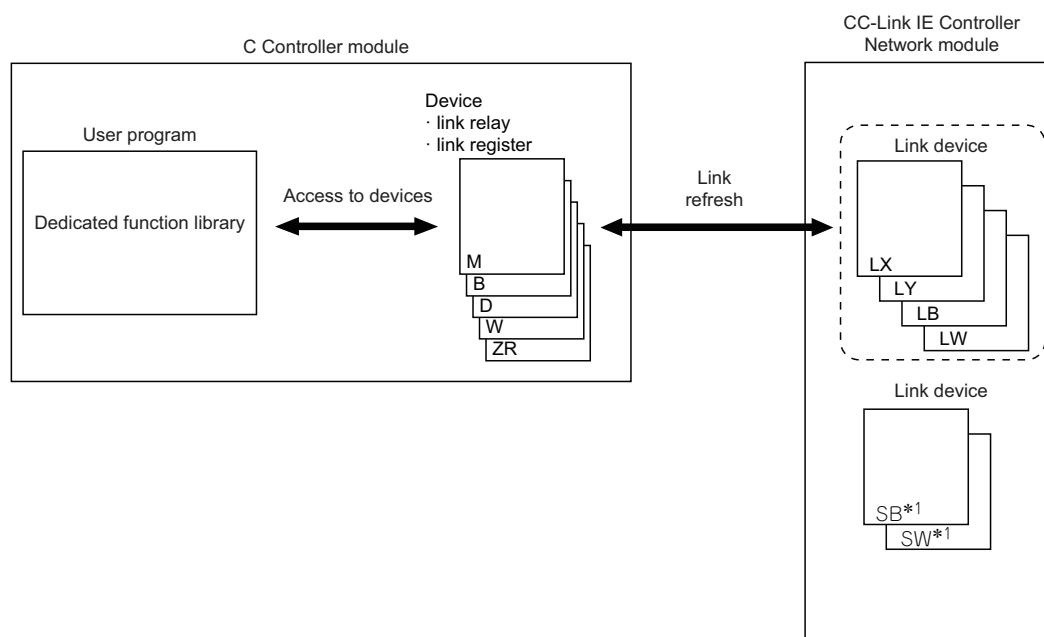 C Controller module
CC-Link IE Controller
Network module
User program
Dedicated function library
Access to devices
Device
· link relay
· link register
M
B
D
W
ZR
Link
refresh
Link device
LX
LY
LB
LW
Link device
SB*1
SW*1